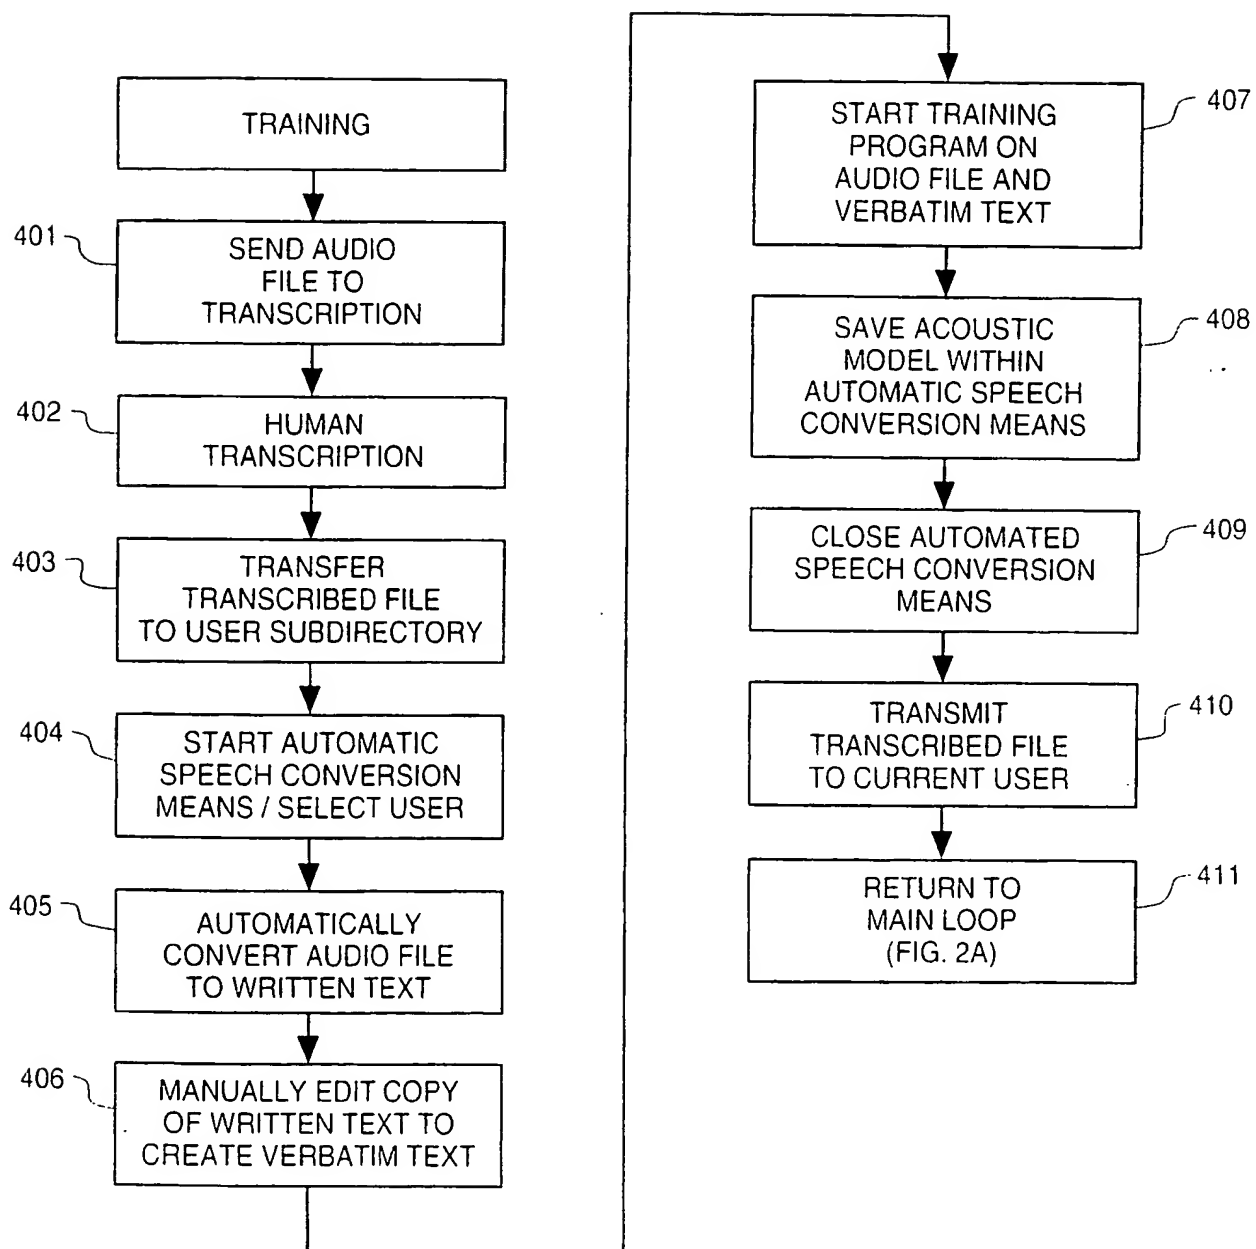 TRAINING
401
SEND AUDIO
FILE TO
TRANSCRIPTION
402
HUMAN
TRANSCRIPTION
403
TRANSFER
TRANSCRIBED FILE
TO USER SUBDIRECTORY
404
START AUTOMATIC
SPEECH CONVERSION
MEANS / SELECT USER
405
AUTOMATICALLY
CONVERT AUDIO FILE
TO WRITTEN TEXT
406
MANUALLY EDIT COPY
OF WRITTEN TEXT TO
CREATE VERBATIM TEXT
407
START TRAINING
PROGRAM ON
AUDIO FILE AND
VERBATIM TEXT
408
SAVE ACOUSTIC
MODEL WITHIN
AUTOMATIC SPEECH
CONVERSION MEANS
409
CLOSE AUTOMATED
SPEECH CONVERSION
MEANS
410
TRANSMIT
TRANSCRIBED FILE
TO CURRENT USER
411
RETURN TO
MAIN LOOP
(FIG. 2A)